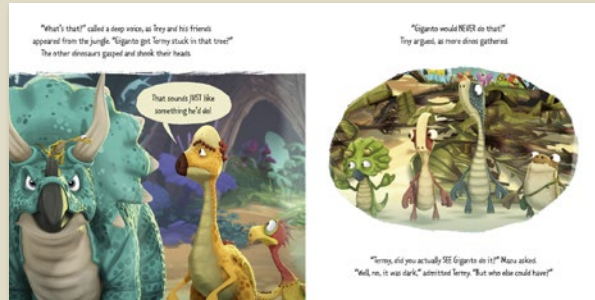 "What's that?" called a deep voice, as Trey and his friends
appeared from the jungle. "Giganto got Termy stuck in that tree?"
The other dinosaurs gasped and shook their heads.
That sounds JUST like
something he'd do!
"Giganto would NEVER do that!"
Tiny argued, as more dinos gathered.
"Termy, did you actually SEE Giganto do it?" Mazu asked.
"Well, no, it was dark," admitted Termy. "But who else could have?"